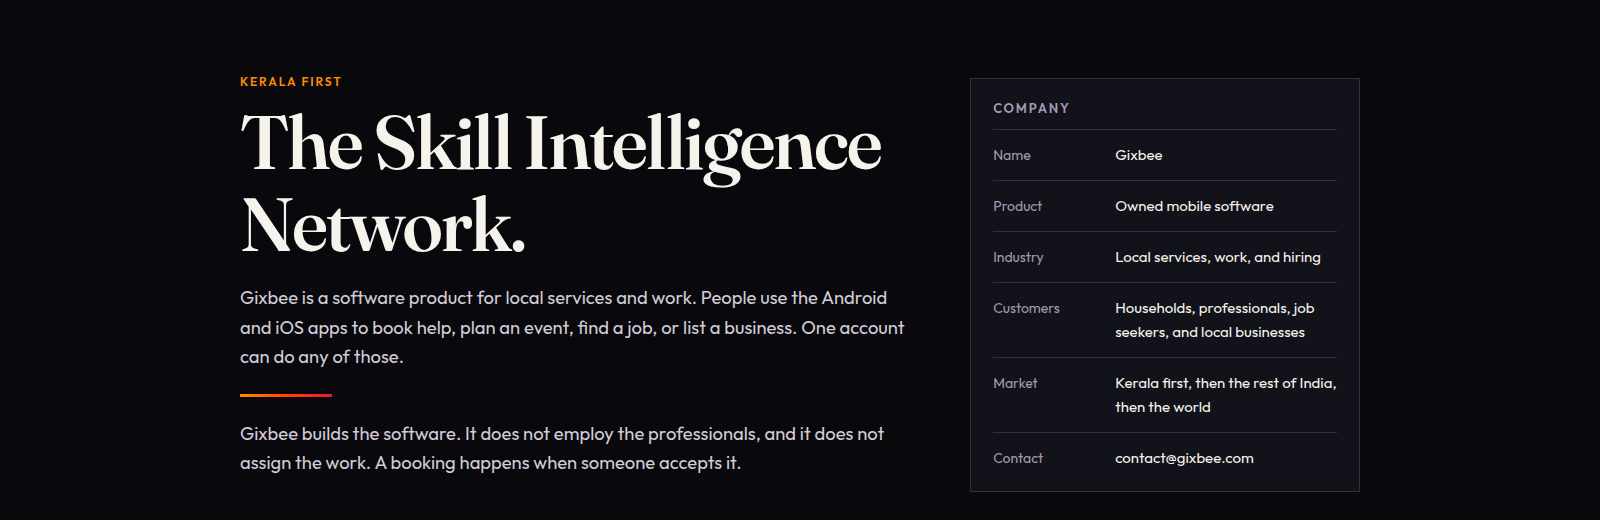 KERALA FIRST
The Skill Intelligence
Network.
Gixbee is a software product for local services and work. People use the Android
and iOS apps to book help, plan an event, find a job, or list a business. One account
can do any of those.
Gixbee builds the software. It does not employ the professionals, and it does not
assign the work. A booking happens when someone accepts it.
COMPANY
Name Gixbee
Product Owned mobile software
Industry Local services, work, and hiring
Customers Households, professionals, job
seekers, and local businesses
Market Kerala first, then the rest of India,
then the world
Contact contact@gixbee.com